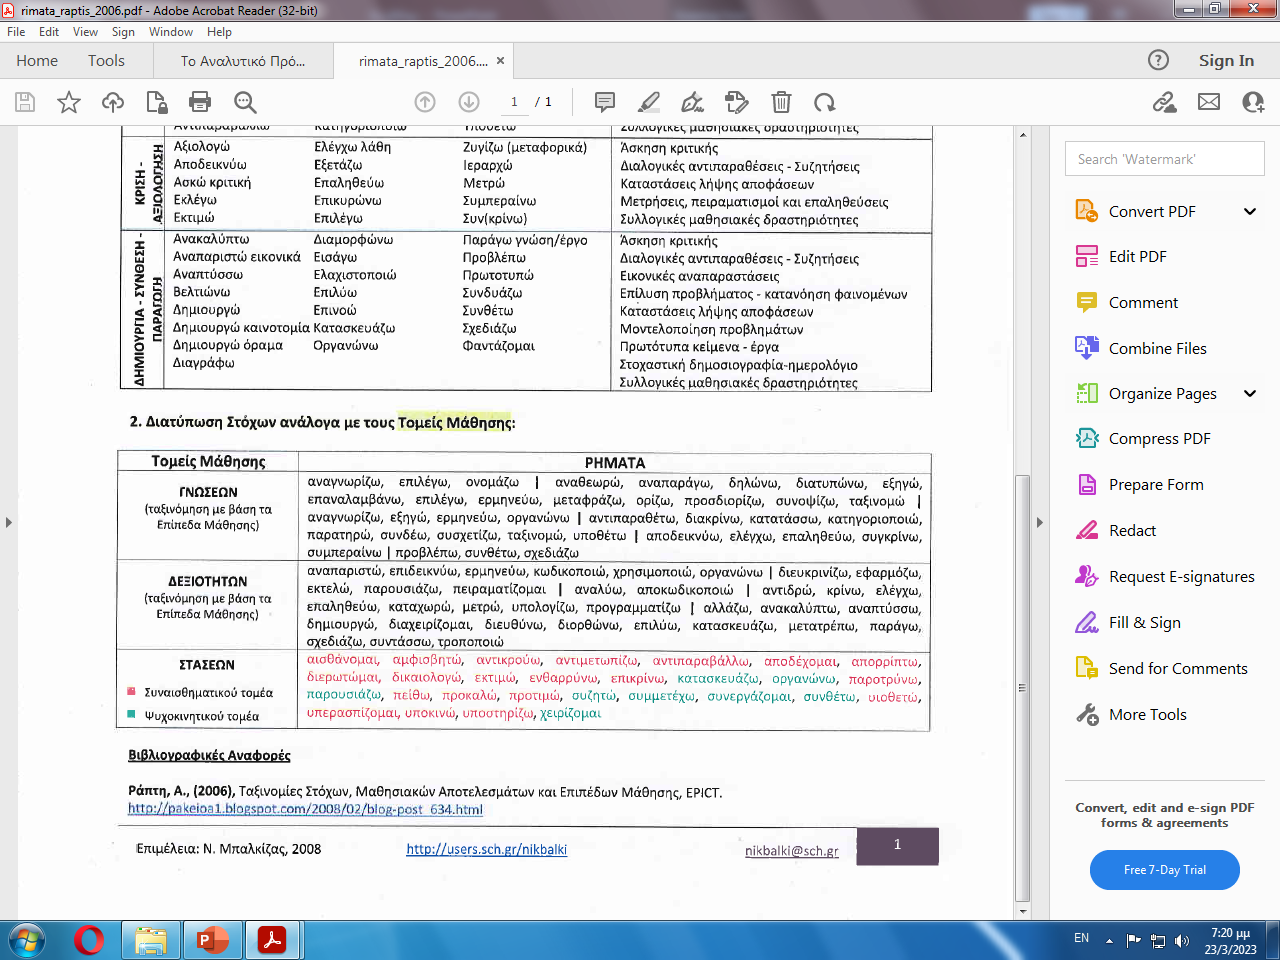 rimata_raptis_2006.pdf - Adobe Acrobat Reader (32-bit)
File Edit View Sign Window Help
Home Tools Το Αναλυτικό Πρό... rimata_raptis_2006.... × Sign In
1 / 1
Αντιπαραβάλλω Κατηγοριοποιώ Υποθέτω Συλλογικές μαθησιακές δραστηριότητες
ΚΡΙΣΗ - ΑΞΙΟΛΟΓΗΣΗ
Αξιολογώ Ελέγχω λάθη Ζυγίζω (μεταφορικά) Άσκηση κριτικής
Αποδεικνύω Εξετάζω Ιεραρχώ Διαλογικές αντιπαραθέσεις - Συζητήσεις
Ασκώ κριτική Επαληθεύω Μετρώ Καταστάσεις λήψης αποφάσεων
Εκλέγω Επικυρώνω Συμπεραίνω Μετρήσεις, πειραματισμοί και επαληθεύσεις
Εκτιμώ Επιλέγω Συν(κρίνω) Συλλογικές μαθησιακές δραστηριότητες
ΔΗΜΙΟΥΡΓΙΑ - ΣΥΝΘΕΣΗ - ΠΑΡΑΓΩΓΗ
Ανακαλύπτω Διαμορφώνω Παράγω γνώση/έργο Άσκηση κριτικής
Αναπαριστώ εικονικά Εισάγω Προβλέπω Διαλογικές αντιπαραθέσεις - Συζητήσεις
Αναπτύσσω Ελαχιστοποιώ Πρωτοτυπώ Εικονικές αναπαραστάσεις
Βελτιώνω Επιλύω Συνδυάζω Επίλυση προβλήματος - κατανόηση φαινομένων
Δημιουργώ Επινοώ Συνθέτω Καταστάσεις λήψης αποφάσεων
Δημιουργώ καινοτομία Κατασκευάζω Σχεδιάζω Μοντελοποίηση προβλημάτων
Δημιουργώ όραμα Οργανώνω Φαντάζομαι Πρωτότυπα κείμενα - έργα
Διαγράφω Στοχαστική δημοσιογραφία-ημερολόγιο
Συλλογικές μαθησιακές δραστηριότητες
2. Διατύπωση Στόχων ανάλογα με τους Τομείς Μάθησης:
Τομείς Μάθησης ΡΗΜΑΤΑ
ΓΝΩΣΕΩΝ
(ταξινόμηση με βάση τα
Επίπεδα Μάθησης)
αναγνωρίζω, επιλέγω, ονομάζω | αναθεωρώ, αναπαράγω, δηλώνω, διατυπώνω, εξηγώ,
επαναλαμβάνω, επιλέγω, ερμηνεύω, μεταφράζω, ορίζω, προσδιορίζω, συνοψίζω, ταξινομώ |
αναγνωρίζω, εξηγώ, ερμηνεύω, οργανώνω | αντιπαραθέτω, διακρίνω, κατατάσσω, κατηγοριοποιώ,
παρατηρώ, συνδέω, συσχετίζω, ταξινομώ, υποθέτω | αποδεικνύω, ελέγχω, επαληθεύω, συγκρίνω,
συμπεραίνω | προβλέπω, συνθέτω, σχεδιάζω
ΔΕΞΙΟΤΗΤΩΝ
(ταξινόμηση με βάση τα
Επίπεδα Μάθησης)
αναπαριστώ, επιδεικνύω, ερμηνεύω, κωδικοποιώ, χρησιμοποιώ, οργανώνω | διευκρινίζω, εφαρμόζω,
εκτελώ, παρουσιάζω, πειραματίζομαι | αναλύω, αποκωδικοποιώ | αντιδρώ, κρίνω, ελέγχω,
επαληθεύω, καταχωρώ, μετρώ, υπολογίζω, προγραμματίζω | αλλάζω, ανακαλύπτω, αναπτύσσω,
δημιουργώ, διαχειρίζομαι, διευθύνω, διορθώνω, επιλύω, κατασκευάζω, μετατρέπω, παράγω,
σχεδιάζω, συντάσσω, τροποποιώ
ΣΤΑΣΕΩΝ
Συναισθηματικού τομέα
Ψυχοκινητικού τομέα
αισθάνομαι, αμφισβητώ, αντικρούω, αντιμετωπίζω, αντιπαραβάλλω, αποδέχομαι, απορρίπτω,
διερωτώμαι, δικαιολογώ, εκτιμώ, ενθαρρύνω, επικρίνω, κατασκευάζω, οργανώνω, παροτρύνω,
παρουσιάζω, πείθω, προκαλώ, προτιμώ, συζητώ, συμμετέχω, συνεργάζομαι, συνθέτω, υιοθετώ,
υπερασπίζομαι, υποκινώ, υποστηρίζω, χειρίζομαι
Βιβλιογραφικές Αναφορές
Ράπτη, Α., (2006), Ταξινομίες Στόχων, Μαθησιακών Αποτελεσμάτων και Επιπέδων Μάθησης, EPICT.
http://pakeioa1.blogspot.com/2008/02/blog-post_634.html
Επιμέλεια: Ν. Μπαλκίζας, 2008 http://users.sch.gr/nikbalki nikbalki@sch.gr 1
Search 'Watermark'
Convert PDF
Edit PDF
Comment
Combine Files
Organize Pages
Compress PDF
Prepare Form
Redact
Request E-signatures
Fill & Sign
Send for Comments
More Tools
Convert, edit and e-sign PDF
forms & agreements
Free 7-Day Trial
EN 7:20 μμ
23/3/2023